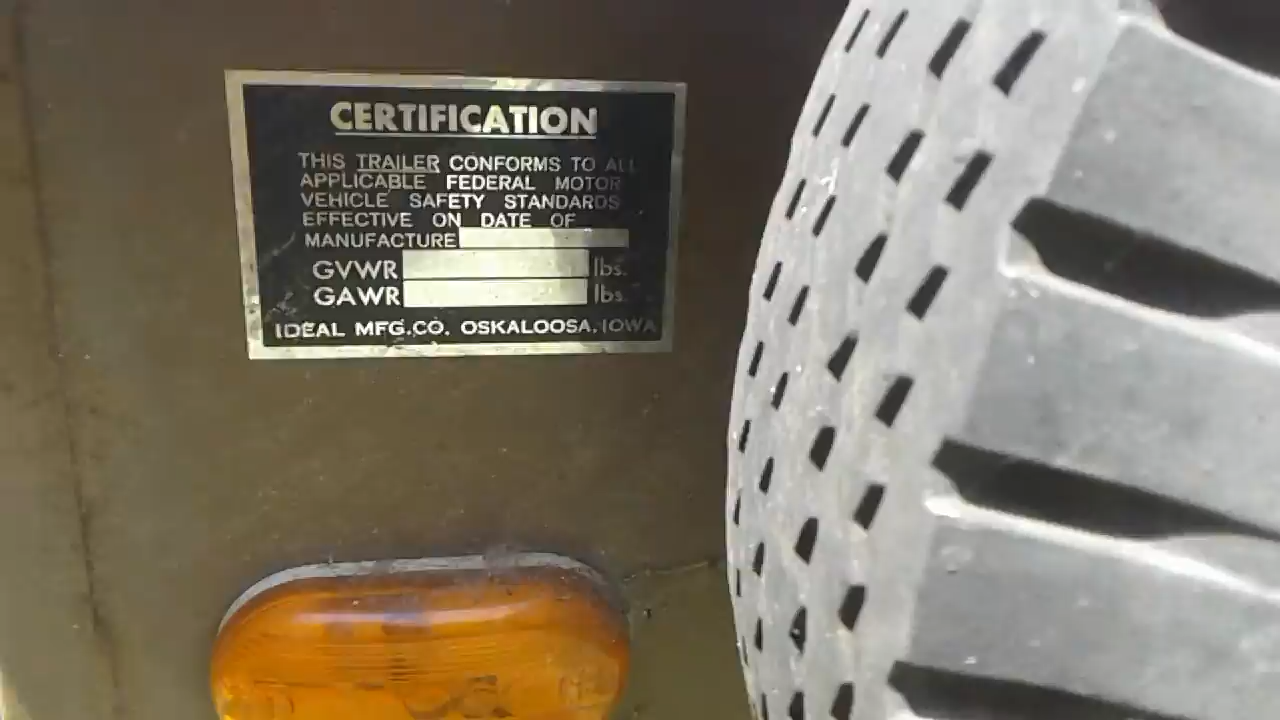 CERTIFICATION
THIS TRAILER CONFORMS TO ALL
APPLICABLE FEDERAL MOTOR
VEHICLE SAFETY STANDARDS
EFFECTIVE ON DATE OF
MANUFACTURE
GVWR lbs.
GAWR lbs.
IDEAL MFG.CO. OSKALOOSA, IOWA